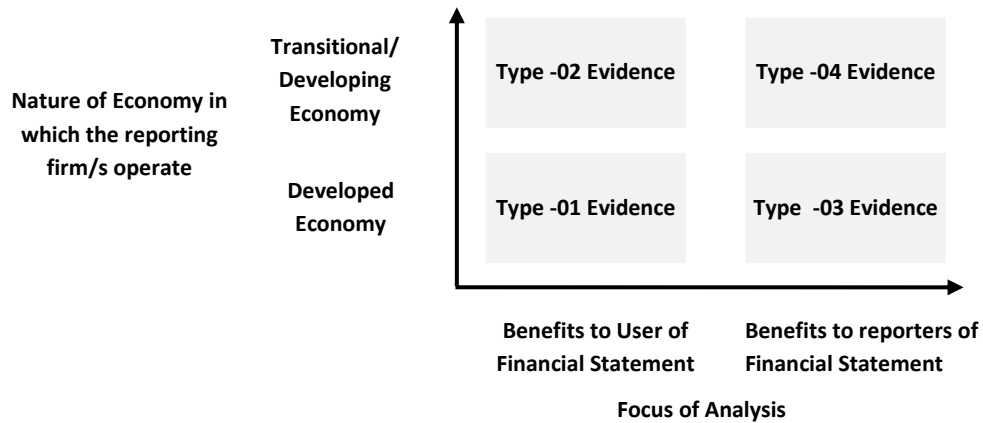 Nature of Economy in
which the reporting
firm/s operate
Transitional/
Developing
Economy
Type -02 Evidence
Type -04 Evidence
Developed
Economy
Type -01 Evidence
Type -03 Evidence
Benefits to User of
Financial Statement
Benefits to reporters of
Financial Statement
Focus of Analysis